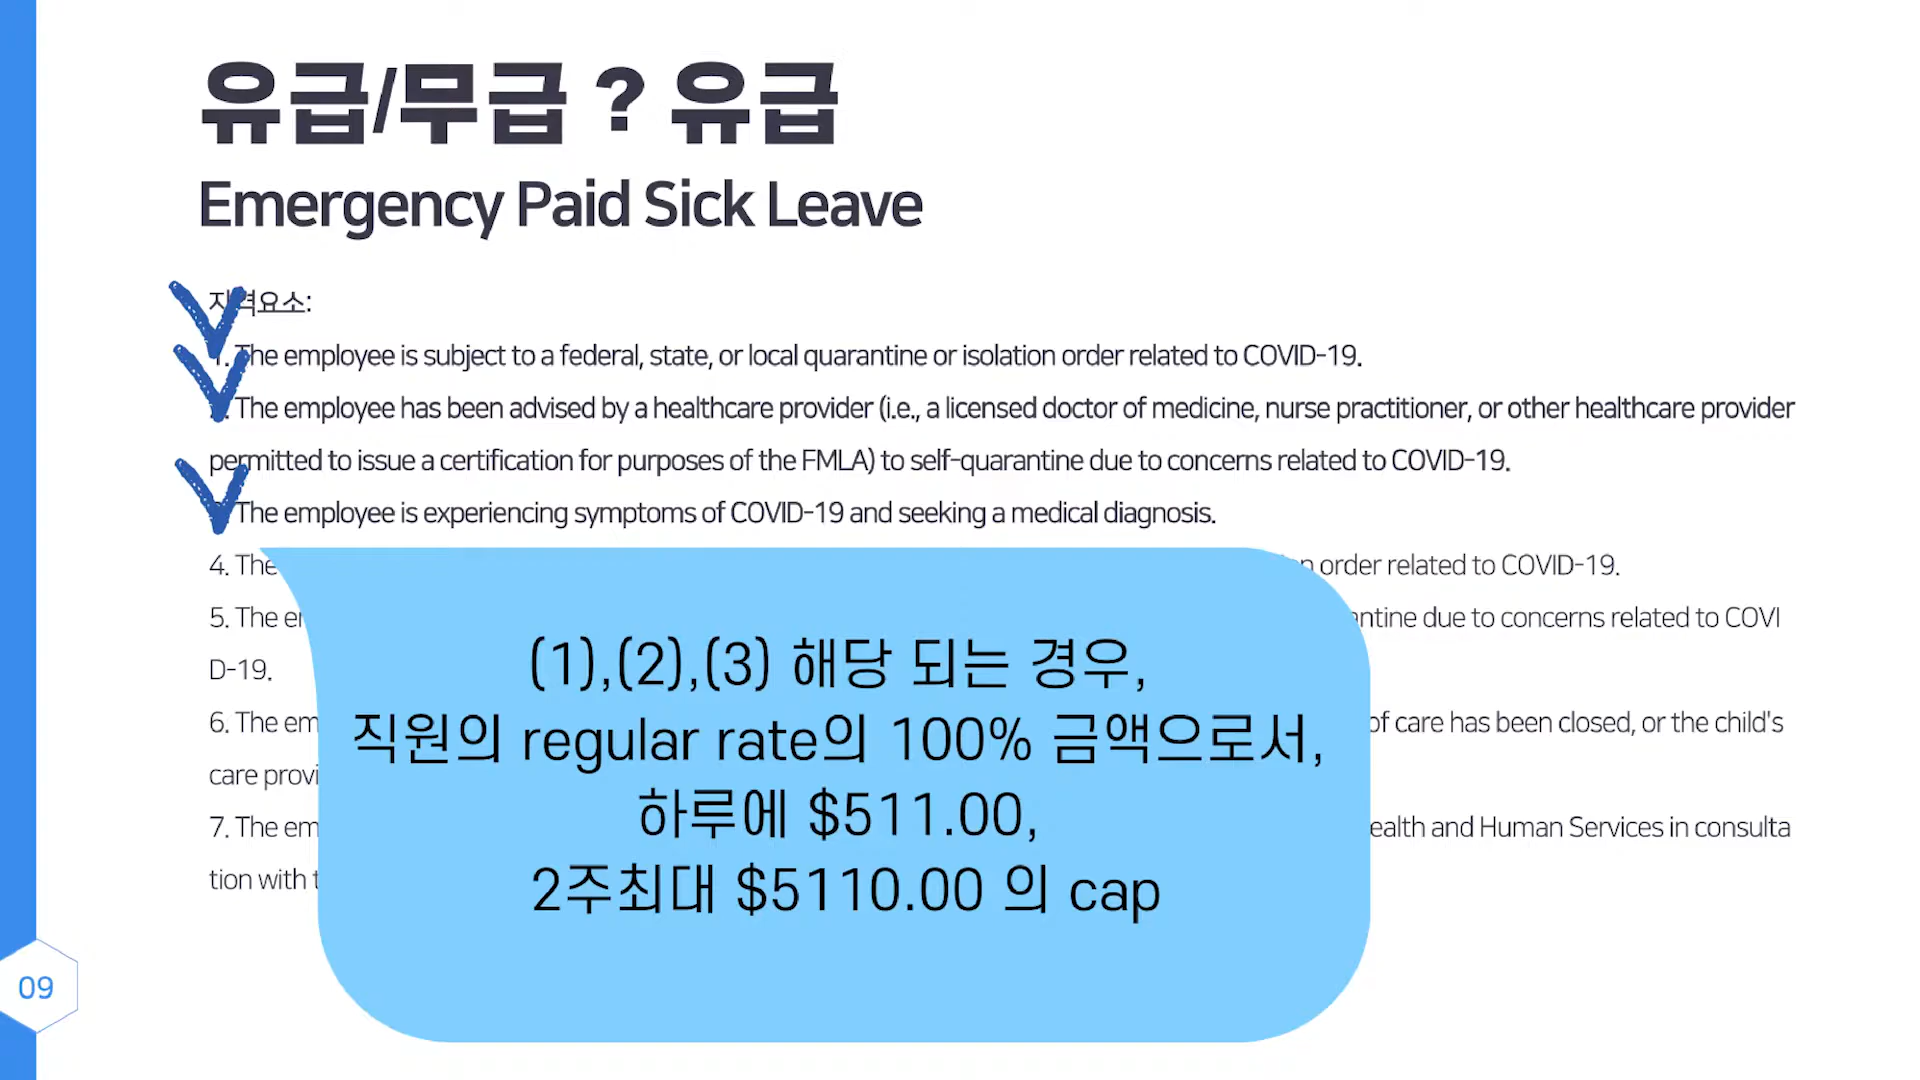 유급/무급 ? 유급
Emergency Paid Sick Leave
자격요소:
1. The employee is subject to a federal, state, or local quarantine or isolation order related to COVID-19.
The employee has been advised by a healthcare provider (i.e., a licensed doctor of medicine, nurse practitioner, or other healthcare provider
permitted to issue a certification for purposes of the FMLA) to self-quarantine due to concerns related to COVID-19.
The employee is experiencing symptoms of COVID-19 and seeking a medical diagnosis.
4. The order related to COVID-19.
5. The due to concerns related to COVI
D-19.
6. The of care has been closed, or the child's
care
7. The and Human Services in consulta
tion with
(1),(2),(3) 해당 되는 경우,
직원의 regular rate의 100% 금액으로서,
하루에 $511.00,
2주최대 $5110.00 의 cap
09